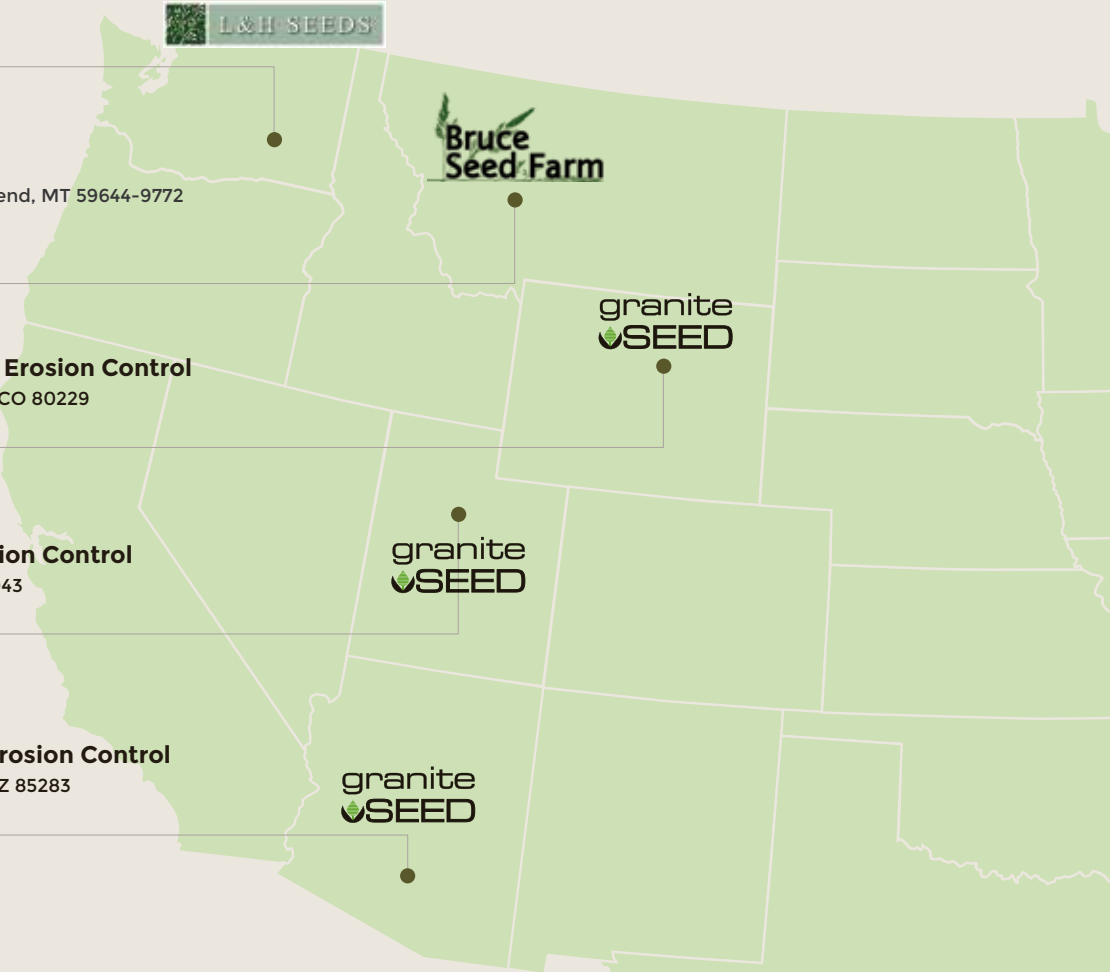 L&H SEEDS
Bruce
Seed Farm
end, MT 59644-9772
granite
SEED
Erosion Control
CO 80229
granite
SEED
ion Control
43
granite
SEED
rosion Control
Z 85283